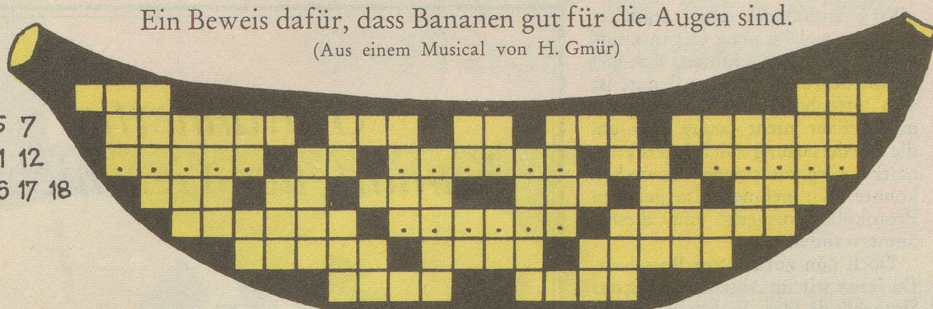 Ein Beweis dafür, dass Bananen gut für die Augen sind.
(Aus einem Musical von H. Gmür)
5 7
1 12
6 17 18